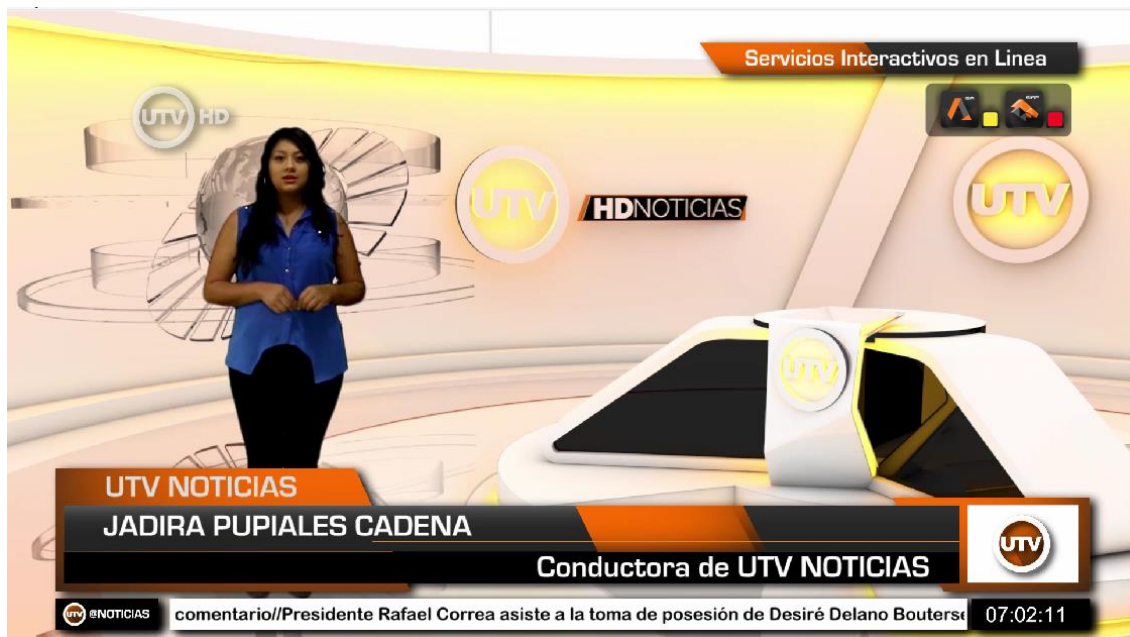 Servicios Interactivos en Linea
UTV HD
UTV
HDNOTICIAS
UTV
UTV
UTV NOTICIAS
JADIRA PUPIALES CADENA
Conductora de UTV NOTICIAS
UTV
UTV @NOTICIAS
comentario//Presidente Rafael Correa asiste a la toma de posesión de Desiré Delano Bouterse
07:02:11